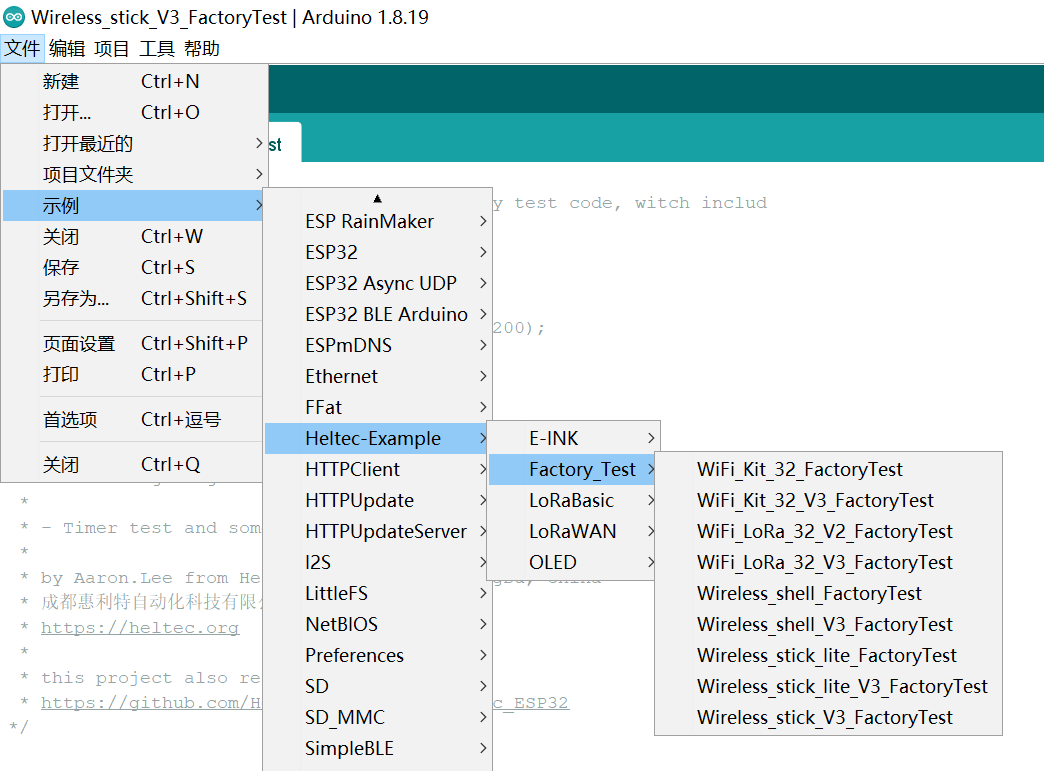 Wireless_stick_V3_FactoryTest | Arduino 1.8.19
文件 编辑 项目 工具 帮助
新建 Ctrl+N
打开... Ctrl+O
打开最近的
项目文件夹
示例
关闭 Ctrl+W
保存 Ctrl+S
另存为... Ctrl+Shift+S
页面设置 Ctrl+Shift+P
打印 Ctrl+P
首选项 Ctrl+逗号
关闭 Ctrl+Q
st
y test code, witch includ
200);
ESP RainMaker
ESP32
ESP32 Async UDP
ESP32 BLE Arduino
ESPmDNS
Ethernet
FFat
Heltec-Example
HTTPClient
HTTPUpdate
HTTPUpdateServer
I2S
LittleFS
NetBIOS
Preferences
SD
SD_MMC
SimpleBLE
E-INK
Factory_Test
LoRaBasic
LoRaWAN
OLED
WiFi_Kit_32_FactoryTest
WiFi_Kit_32_V3_FactoryTest
WiFi_LoRa_32_V2_FactoryTest
WiFi_LoRa_32_V3_FactoryTest
Wireless_shell_FactoryTest
Wireless_shell_V3_FactoryTest
Wireless_stick_lite_FactoryTest
Wireless_stick_lite_V3_FactoryTest
Wireless_stick_V3_FactoryTest
*
* - Timer test and som
*
* by Aaron.Lee from He
* 成都惠利特自动化科技有限
* https://heltec.org
*
* this project also re
* https://github.com/H c_ESP32
*/